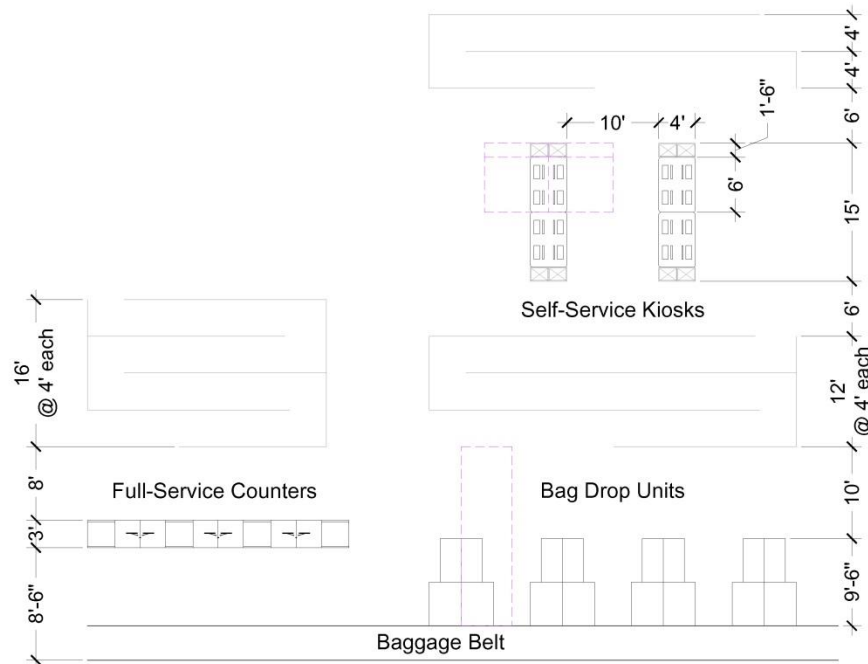 4'
4'
6'
1'-6"
10'
4'
6'
15'
Self-Service Kiosks
6'
16'
@ 4' each
12'
@ 4' each
8'
Full-Service Counters
Bag Drop Units
10'
3'
8'-6"
9'-6"
Baggage Belt